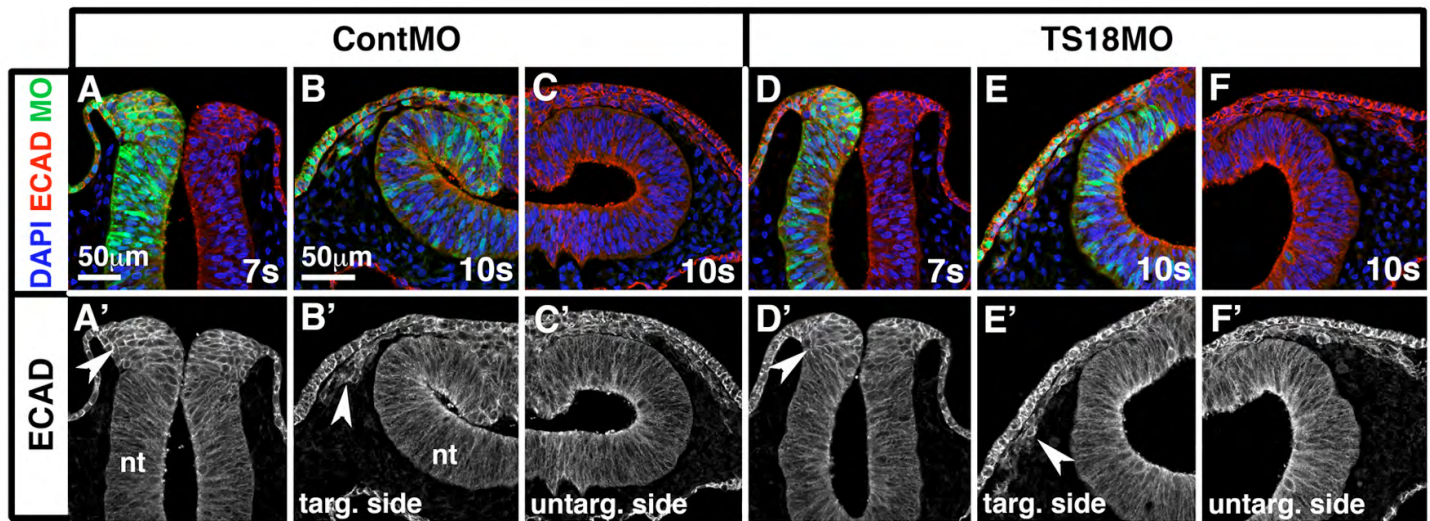 ContMO TS18MO
DAPI ECAD MO
A B C D E F
50µm 7s 50µm 10s 10s 7s 10s 10s
ECAD
A’ B’ C’ D’ E’ F’
nt nt
targ. side untarg. side targ. side untarg. side